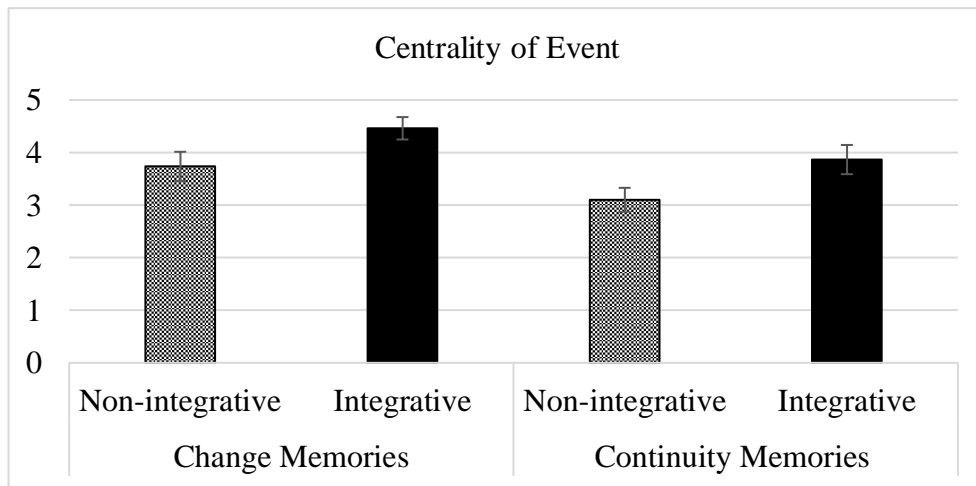 Centrality of Event
5
4
3
2
1
0
Non-integrative Integrative Non-integrative Integrative
Change Memories Continuity Memories